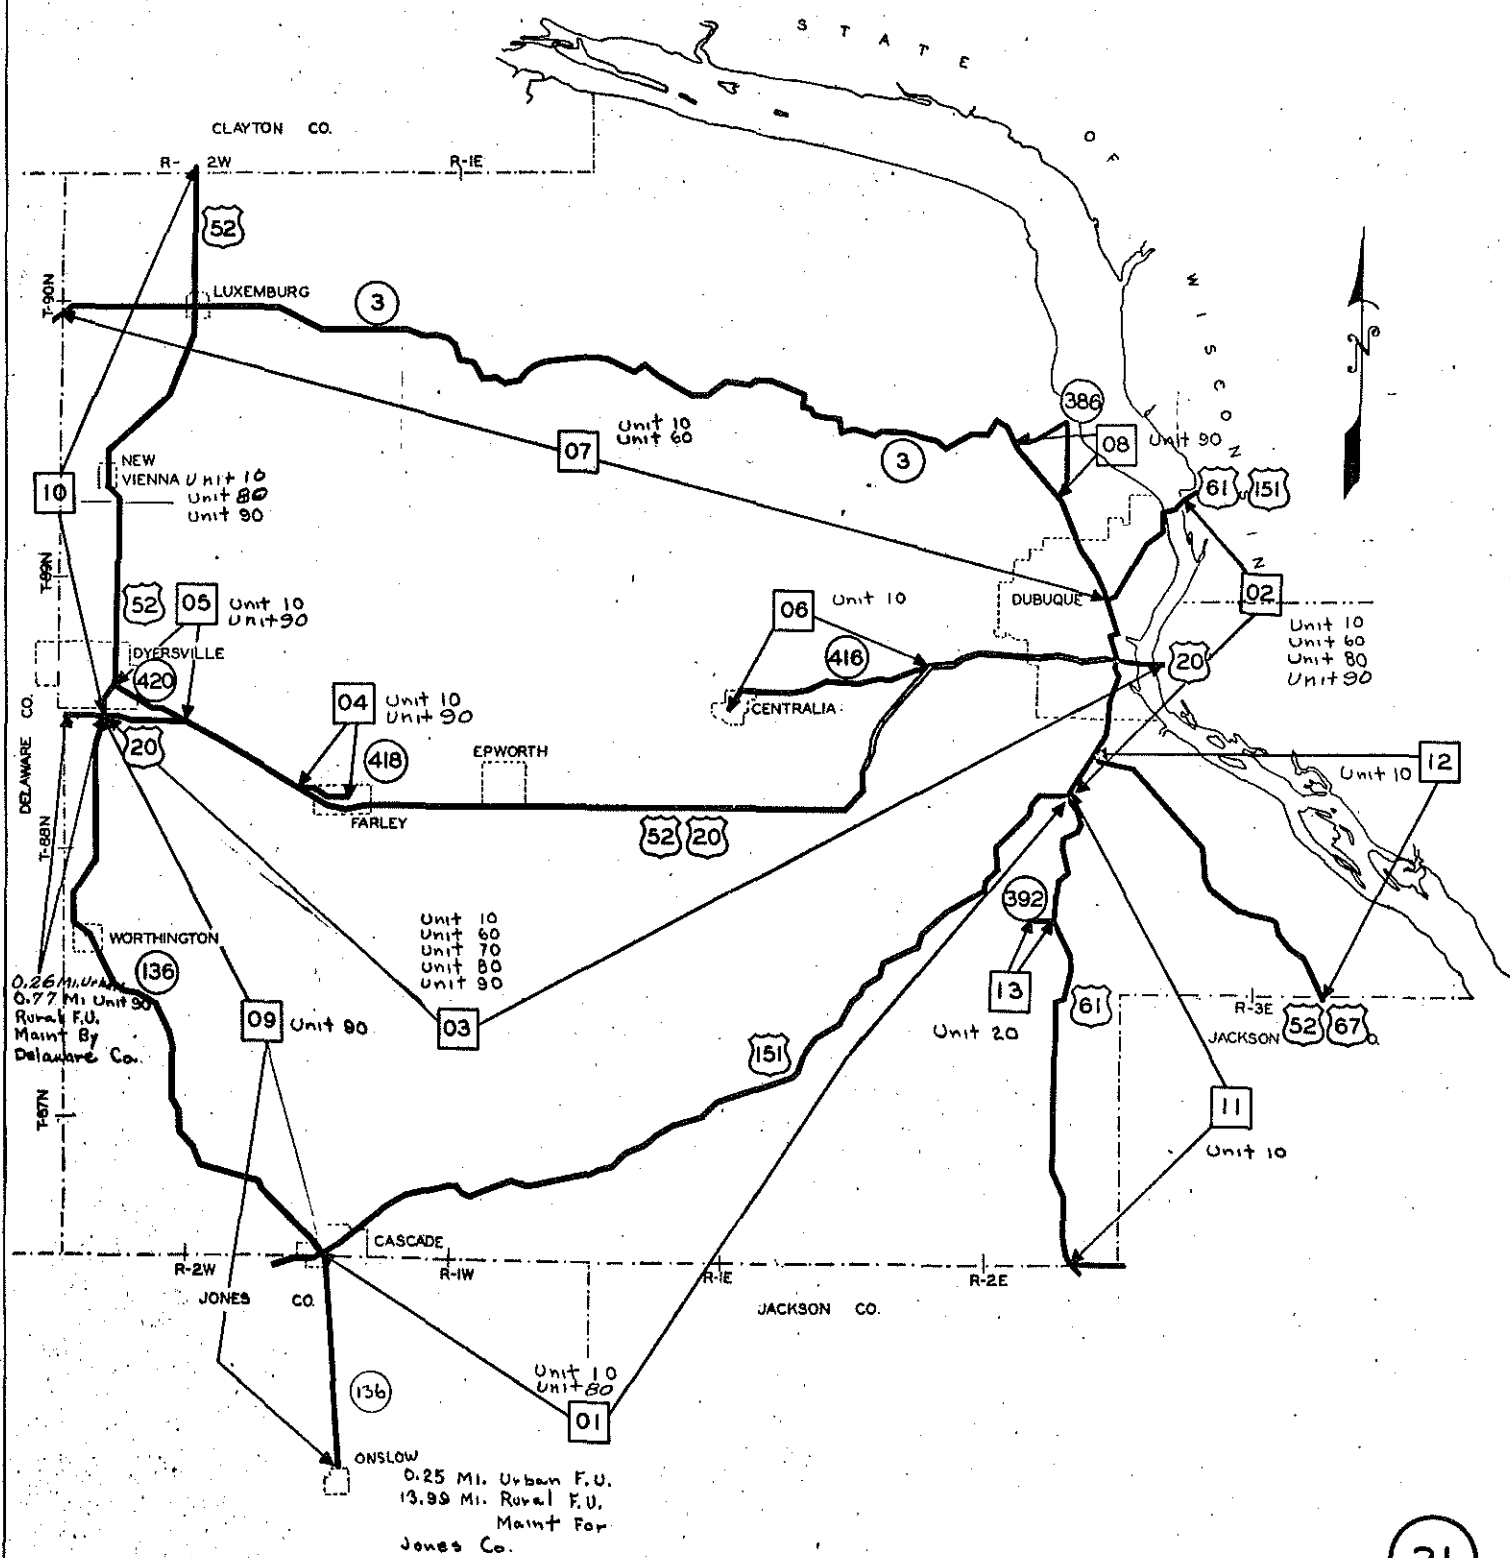 STATE OF WISCONSIN
CLAYTON CO.
R- 2W
R-1E
52
T-90N
LUXEMBURG
3
386
07
Unit 10
Unit 60
08
Unit 90
3
61
151
10
NEW
VIENNA Unit 10
Unit 80
Unit 90
T-89N
52
05
Unit 10
Unit 90
06
Unit 10
DUBUQUE
02
Unit 10
Unit 60
Unit 80
Unit 90
DYERSVILLE
420
416
20
04
Unit 10
Unit 90
CENTRALIA
DELAWARE CO.
20
418
EPWORTH
12
Unit 10
T-88N
FARLEY
52 20
392
WORTHINGTON
136
Unit 10
Unit 60
Unit 70
Unit 80
Unit 90
0.26 Mi. Urban
0.77 Mi Unit 90
Rural F.U.
Maint By
Delaware Co.
09
Unit 90
03
13
Unit 20
61
R-3E
JACKSON
52 67
151
T-87N
11
Unit 10
CASCADE
R-2W
R-1W
R-1E
R-2E
JONES CO.
JACKSON CO.
136
Unit 10
Unit 80
01
ONSLOW
0.25 Mi. Urban F.U.
13.99 Mi. Rural F.U.
Maint For
Jones Co.
31